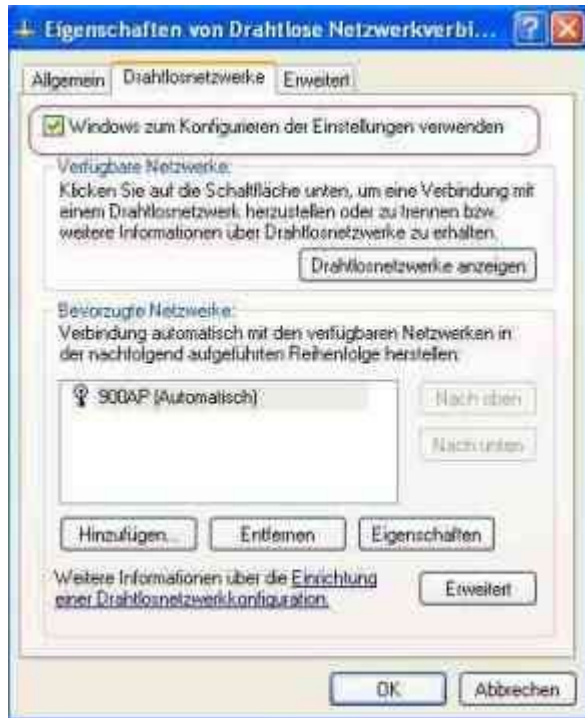 Eigenschaften von Drahtlose Netzwerkverbi...
Allgemein Drahtlosnetzwerke Erweitert
Windows zum Konfigurieren der Einstellungen verwenden
Verfügbare Netzwerke:
Klicken Sie auf die Schaltfläche unten, um eine Verbindung mit
einem Drahtlosnetzwerk herzustellen oder zu trennen bzw.
weitere Informationen über Drahtlosnetzwerke zu erhalten.
Drahtlosnetzwerke anzeigen
Bevorzugte Netzwerke:
Verbindung automatisch mit den verfügbaren Netzwerken in
der nachfolgend aufgeführten Reihenfolge herstellen:
900AP (Automatisch)
Nach oben
Nach unten
Hinzufügen... Entfernen Eigenschaften
Weitere Informationen über die Einrichtung
einer Drahtlosnetzwerkkonfiguration.
Erweitert
OK Abbrechen